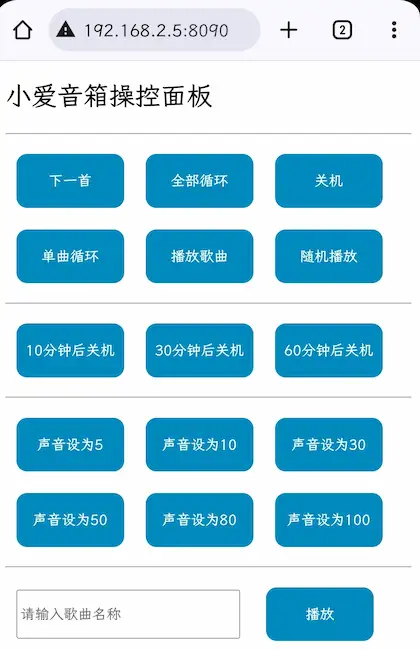 192.168.2.5:8090
2
小爱音箱操控面板
下一首 全部循环 关机
单曲循环 播放歌曲 随机播放
10分钟后关机 30分钟后关机 60分钟后关机
声音设为5 声音设为10 声音设为30
声音设为50 声音设为80 声音设为100
请输入歌曲名称 播放